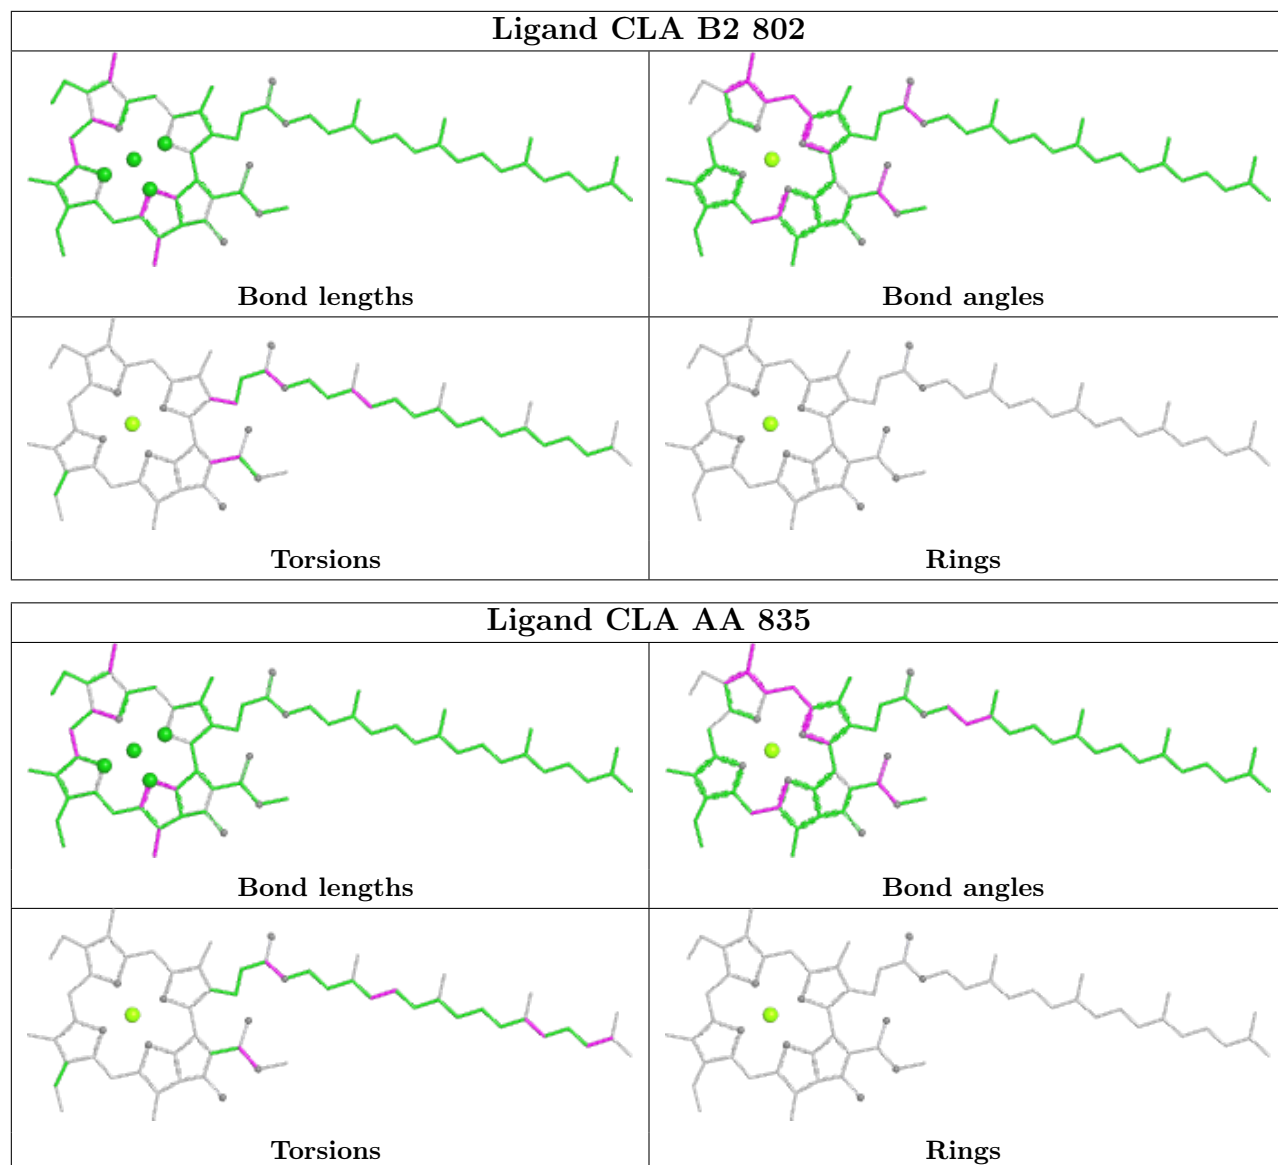 Ligand CLA B2 802
Bond lengths
Bond angles
Torsions
Rings
Ligand CLA AA 835
Bond lengths
Bond angles
Torsions
Rings